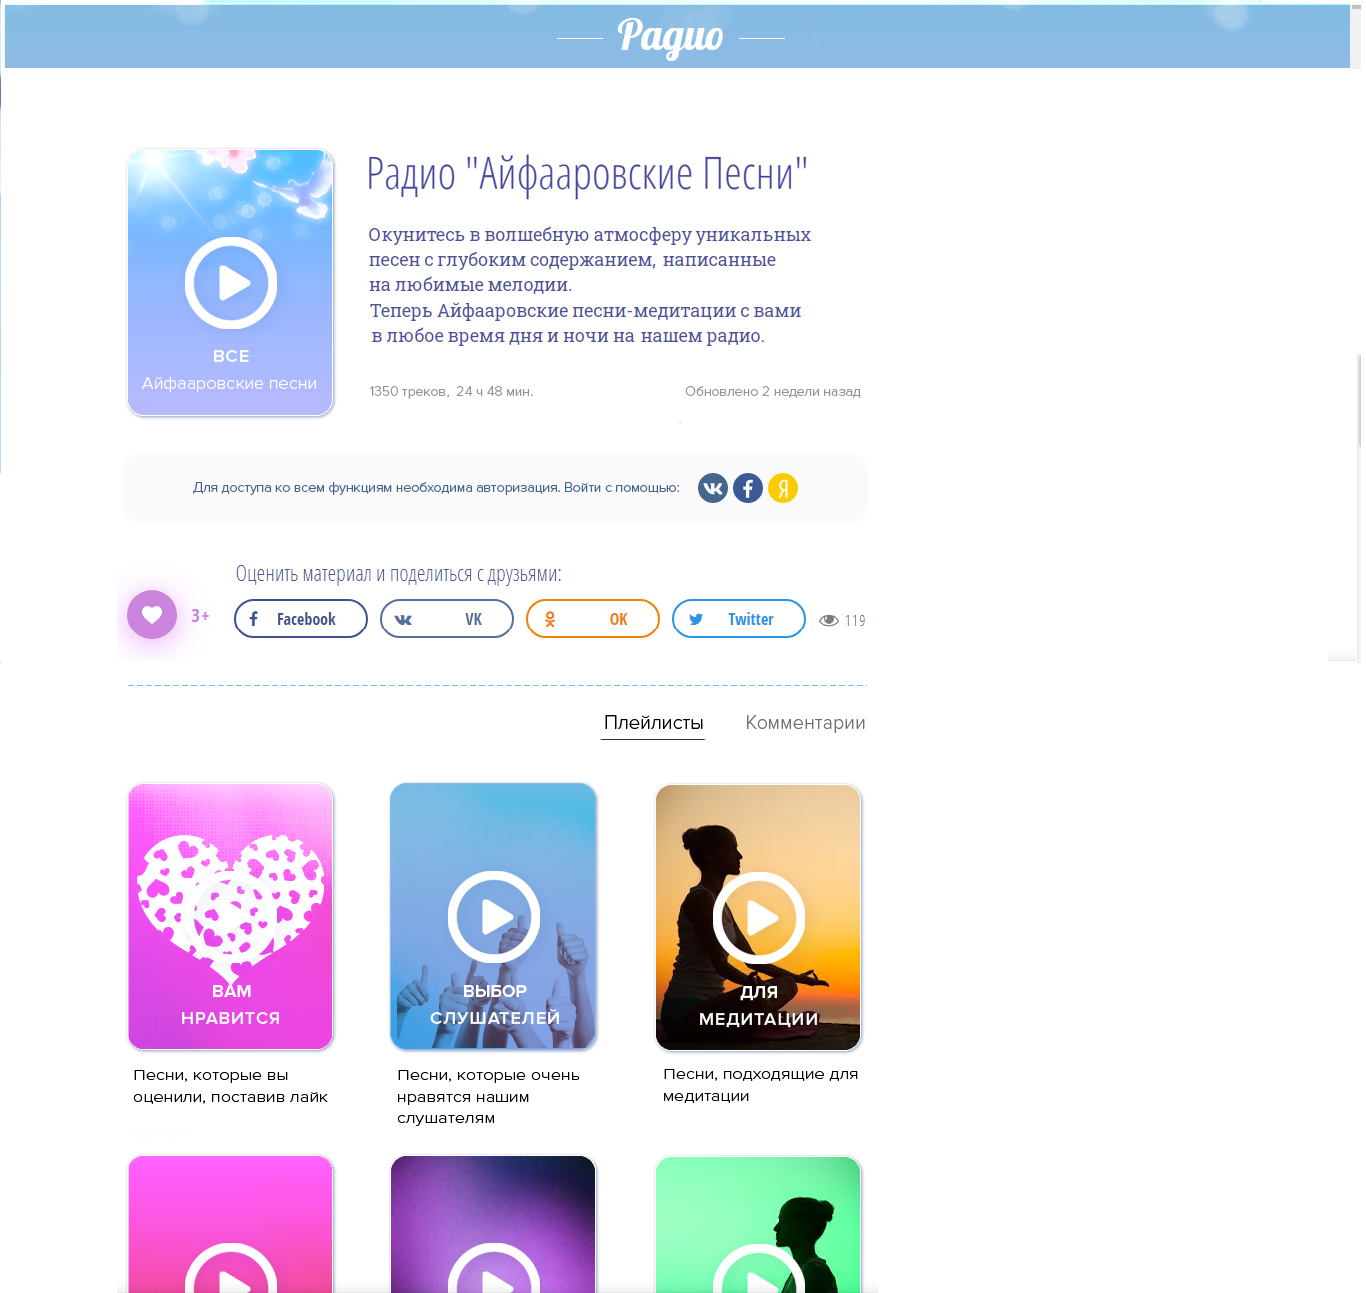 Радио
Радио "Айфааровские Песни"
Окунитесь в волшебную атмосферу уникальных
песен с глубоким содержанием, написанные
на любимые мелодии.
Теперь Айфааровские песни-медитации с вами
в любое время дня и ночи на нашем радио.
ВСЕ
Айфааровские песни
1350 треков, 24 ч 48 мин.
Обновлено 2 недели назад
Для доступа ко всем функциям необходима авторизация. Войти с помощью:
Я
Оценить материал и поделиться с друзьями:
3+
Facebook
VK
OK
Twitter
119
Плейлисты
Комментарии
ВАМ
НРАВИТСЯ
ВЫБОР
СЛУШАТЕЛЕЙ
ДЛЯ
МЕДИТАЦИИ
Песни, которые вы
оценили, поставив лайк
Песни, которые очень
нравятся нашим
слушателям
Песни, подходящие для
медитации